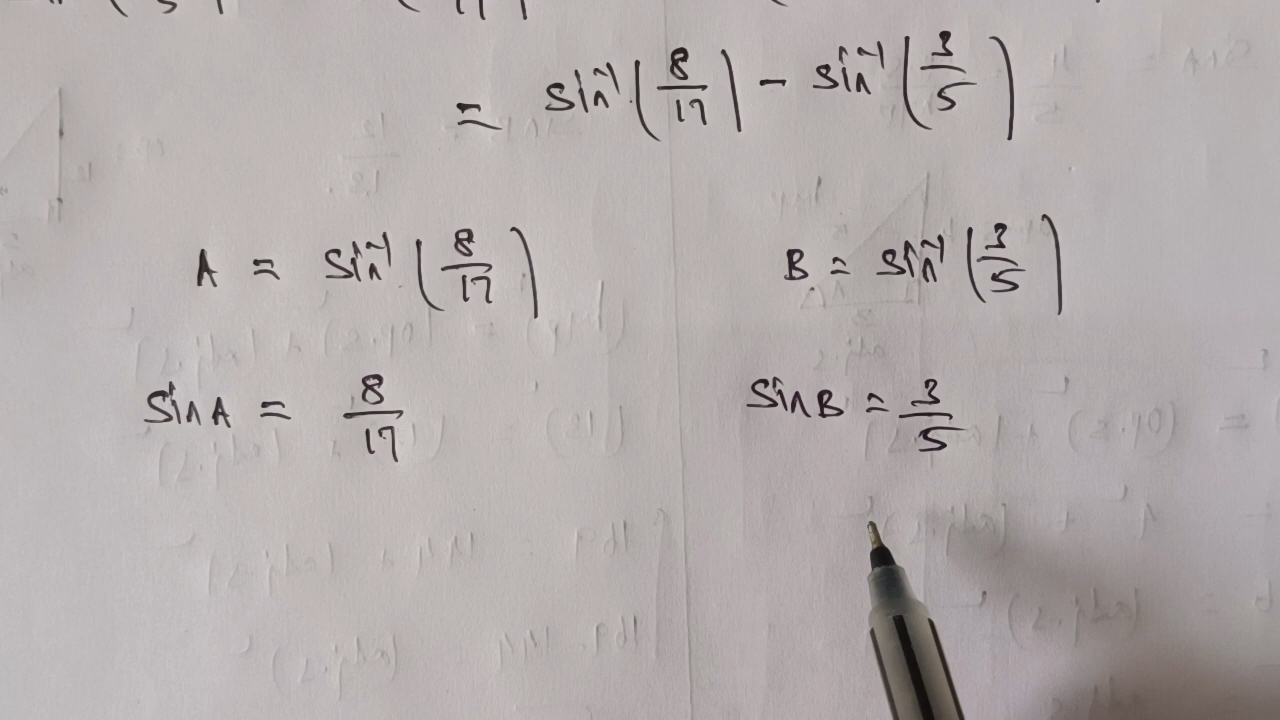 = sin⁻¹(8/17) - sin⁻¹(3/5)
A = sin⁻¹(8/17) B = sin⁻¹(3/5)
sinA = 8/17 sinB = 3/5